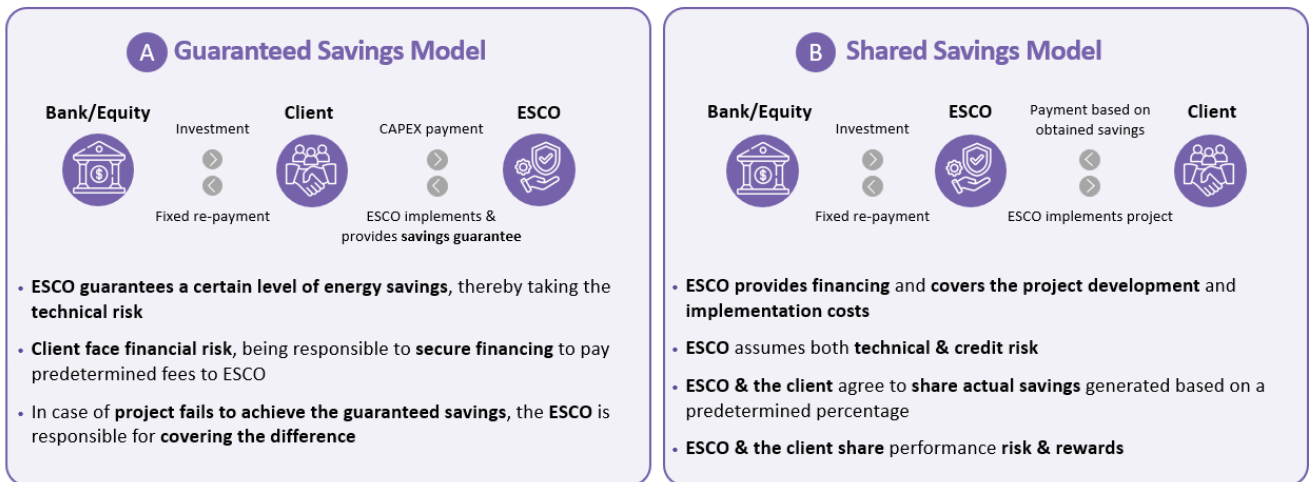 A Guaranteed Savings Model
Bank/Equity
Investment
Fixed re-payment
Client
CAPEX payment
ESCO implements &
provides savings guarantee
ESCO
• ESCO guarantees a certain level of energy savings, thereby taking the
technical risk
• Client face financial risk, being responsible to secure financing to pay
predetermined fees to ESCO
• In case of project fails to achieve the guaranteed savings, the ESCO is
responsible for covering the difference
B Shared Savings Model
Bank/Equity
Investment
Fixed re-payment
ESCO
Payment based on
obtained savings
ESCO implements project
Client
• ESCO provides financing and covers the project development and
implementation costs
• ESCO assumes both technical & credit risk
• ESCO & the client agree to share actual savings generated based on a
predetermined percentage
• ESCO & the client share performance risk & rewards